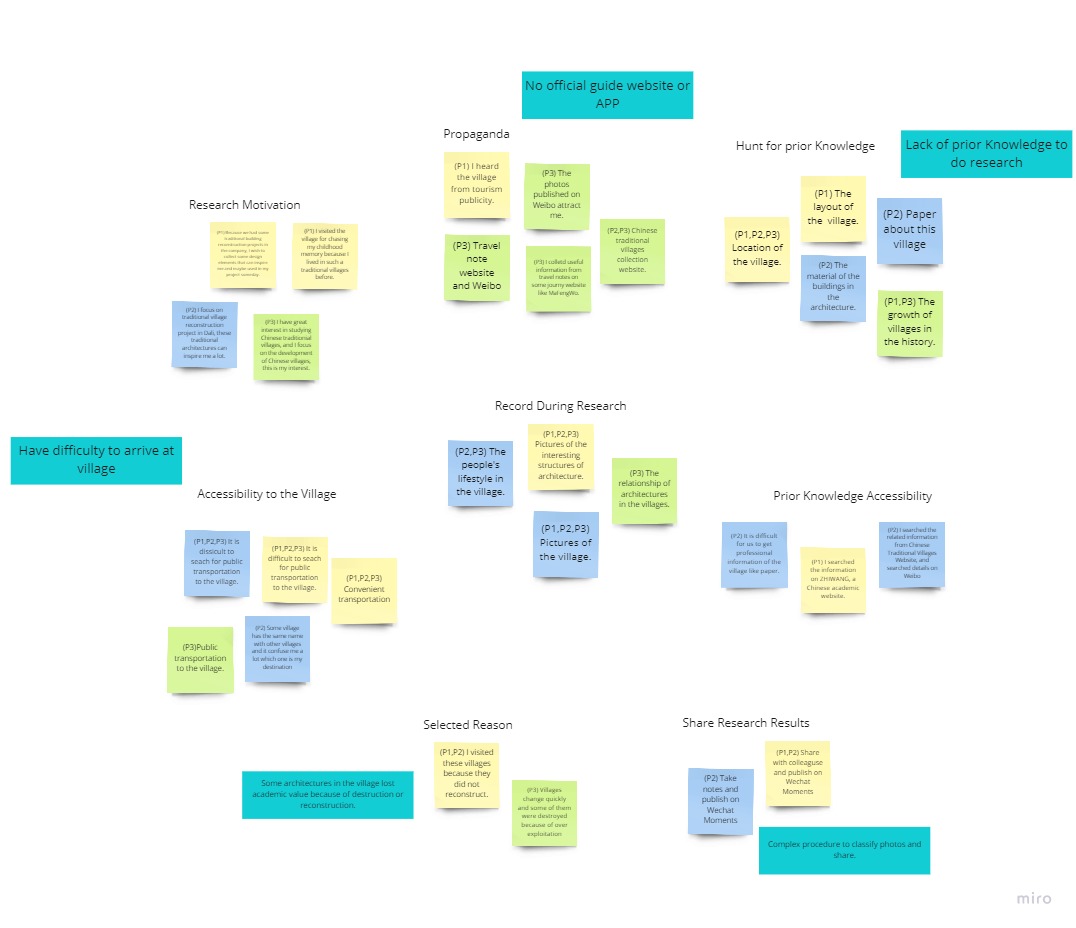 No official guide website or
APP
Propaganda
Hunt for prior Knowledge
Lack of prior Knowledge to
do research
(P1) I heard
the village
from tourism
publicity.
(P3) The
photos
published on
Weibo attract
me.
(P2,P3) Chinese
traditional
villages
collection
website.
(P3) Travel
note
website
and Weibo
(P3) I colletd useful
information from
travel notes on
some journy website
like MaFengWo.
(P1) The
layout of
the village.
(P2) Paper
about this
village
(P1,P2,P3)
Location of
the village.
(P2) The
material of the
buildings in
the
architecture.
(P1,P3) The
growth of
villages in
the history.
Research Motivation
(P1) Because we had some
building
reconstruction projects in
the company, I wish to
collect some design
elements that can inspire
me and maybe used in my
project someday.
(P1) I visited the
village for chasing
my childhood
memory because I
lived in such a
traditional villages
before.
(P2) I focus on
traditional village
reconstruction
project in Dali, these
traditional
architectures can
inspire me a lot.
(P3) I have great
interest in studying
Chinese traditional
villages, and I focus
on the development
of Chinese villages,
this is my interest.
Record During Research
(P2,P3) The
people's
lifestyle in
the village.
(P1,P2,P3)
Pictures of the
interesting
structures of
architecture.
(P3) The
relationship of
architectures
in the villages.
(P1,P2,P3)
Pictures of
the village.
Have difficulty to arrive at
village
Accessibility to the Village
(P1,P2,P3) It is
dissicult to
seach for public
transportation
to the village.
(P1,P2,P3) It is
difficult to seach
for public
transportation
to the village.
(P1,P2,P3)
Convenient
transportation
(P3)Public
transportation
to the village.
(P2) Some village
has the same name
with other villages
and it confuse me a
lot which one is my
destination
Prior Knowledge Accessibility
(P2) It is difficult
for us to get
professional
information of the
village like paper.
(P1) I searched
the information
on ZHIWANG, a
Chinese academic
website.
(P2) I searched the
related information
from Chinese
Traditional Villages
Website, and
searched details on
Weibo
Selected Reason
(P1,P2) I visited
these villages
because they
did not
reconstruct.
(P3) Villages
change quickly
and some of them
were destroyed
because of over
exploitation
Some architectures in the village lost
academic value because of destruction or
reconstruction.
Share Research Results
(P1,P2) Share
with colleaguse
and publish on
Wechat
Moments
(P2) Take
notes and
publish on
Wechat
Moments
Complex procedure to classify photos and
share.
miro